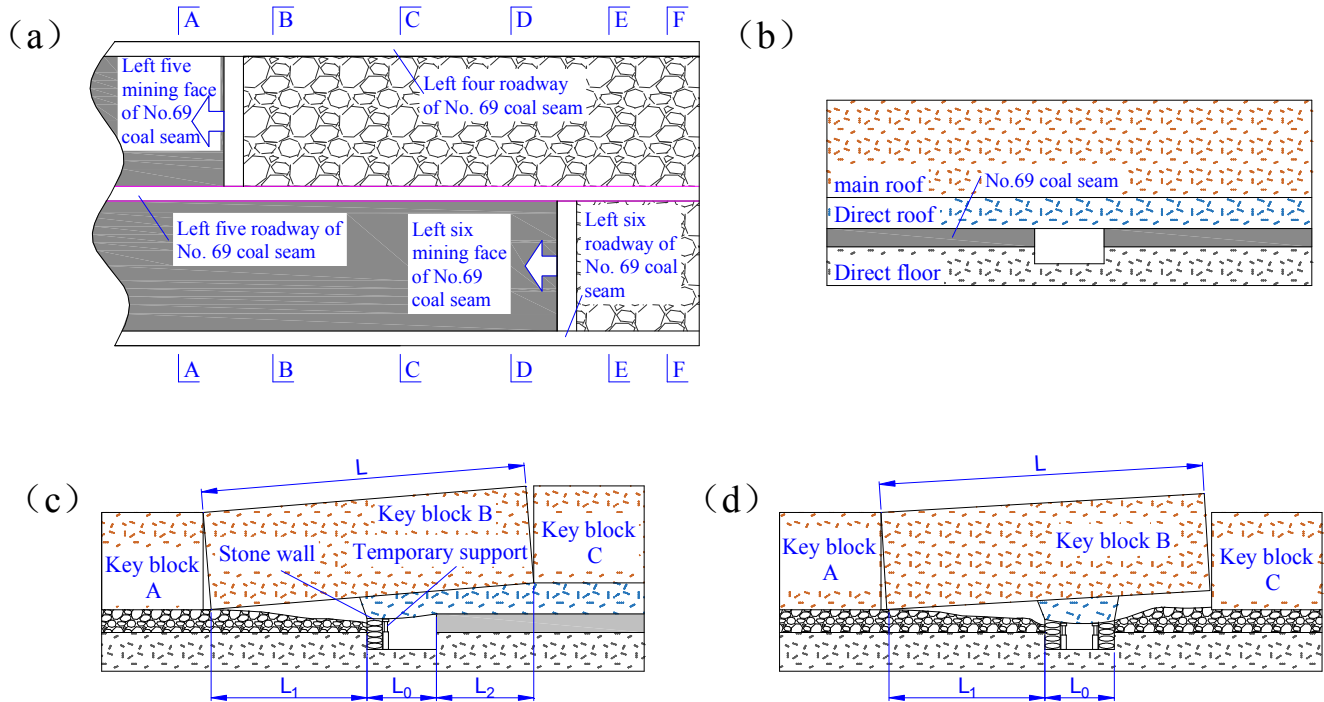 (a)
A B C D E F
Left five
mining face
of No.69
coal seam
Left four roadway
of No. 69 coal seam
Left five roadway of
No. 69 coal seam
Left six
mining face
of No.69
coal seam
Left six
roadway of
No. 69 coal
seam
A B C D E F
(b)
main roof
No.69 coal seam
Direct roof
Direct floor
(c)
L
Key block B
Stone wall
Temporary support
Key block
A
Key block
C
L₁ L₀ L₂
(d)
L
Key block
A
Key block B
Key block
C
L₁ L₀